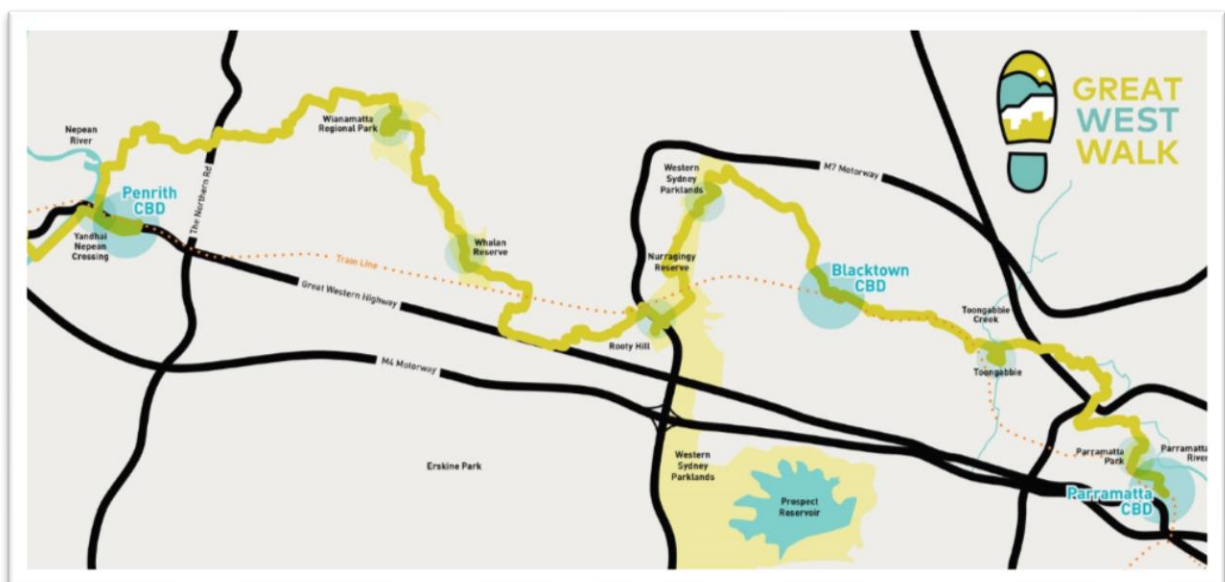 GREAT
WEST
WALK
Nepean
River
Wianamatta
Regional Park
The Northern Rd
Penrith
CBD
Yandhai
Nepean
Crossing
Whalan
Reserve
Train Line
Great Western Highway
M4 Motorway
Western
Sydney
Parklands
M7 Motorway
Nurragingy
Reserve
Rooty Hill
Blacktown
CBD
Toongabbie
Creek
Toongabbie
Erskine Park
Western
Sydney
Parklands
Prospect
Reservoir
Parramatta
Park
Parramatta
River
Parramatta
CBD